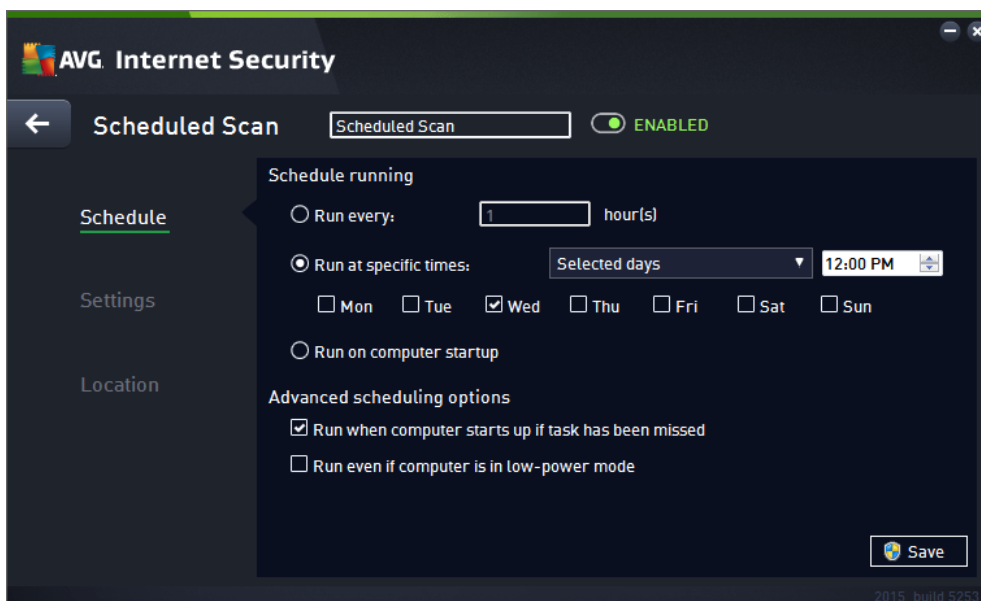 AVG. Internet Security
Scheduled Scan
Scheduled Scan
ENABLED
Schedule
Settings
Location
Schedule running
Run every: 1 hour(s)
Run at specific times: Selected days 12:00 PM
Mon Tue Wed Thu Fri Sat Sun
Run on computer startup
Advanced scheduling options
Run when computer starts up if task has been missed
Run even if computer is in low-power mode
Save
2015 build 5253